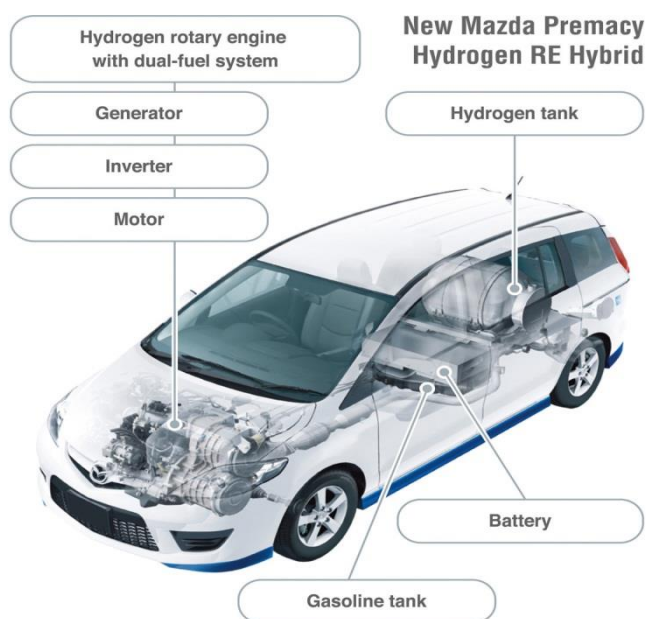 New Mazda Premacy
Hydrogen RE Hybrid
Hydrogen rotary engine
with dual-fuel system
Generator
Inverter
Motor
Hydrogen tank
Battery
Gasoline tank